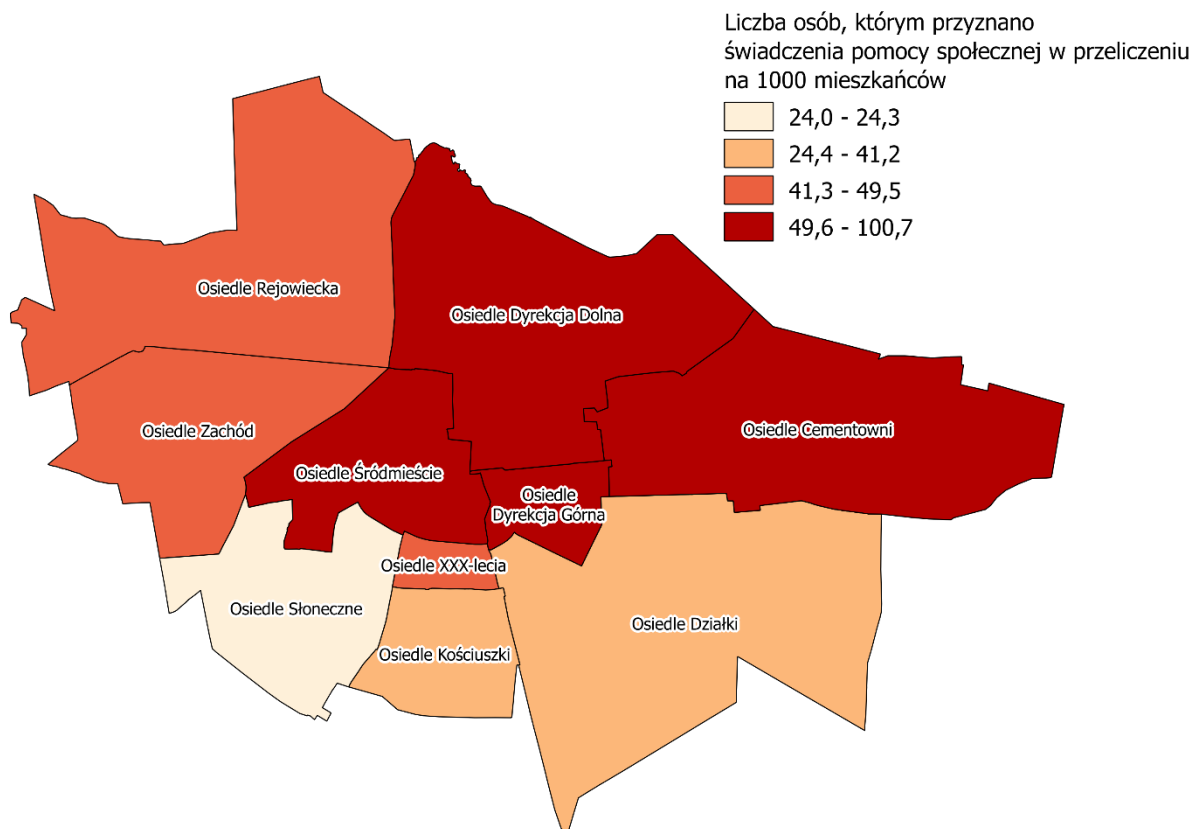 Liczba osób, którym przyznano
świadczenia pomocy społecznej w przeliczeniu
na 1000 mieszkańców
24,0 - 24,3
24,4 - 41,2
41,3 - 49,5
49,6 - 100,7
Osiedle Rejowiecka
Osiedle Dyrekcja Dolna
Osiedle Zachód
Osiedle Cementowni
Osiedle Śródmieście
Osiedle
Dyrekcja Górna
Osiedle XXX-lecia
Osiedle Słoneczne
Osiedle Działki
Osiedle Kościuszki